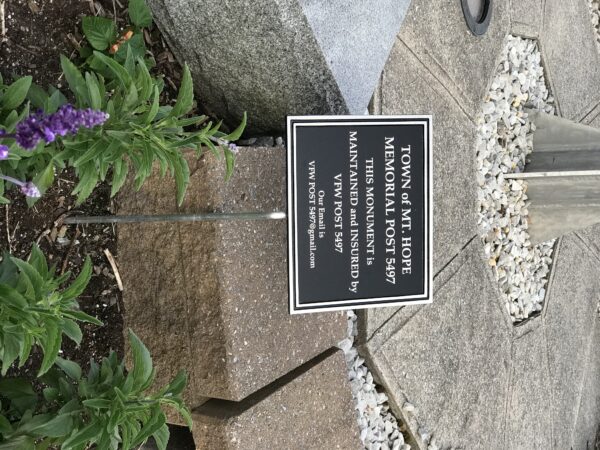 TOWN of MT. HOPE
MEMORIAL POST 5497
THIS MONUMENT is
MAINTAINED and INSURED by
VFW POST 5497
Our Email is
VFW POST 5497@gmail.com